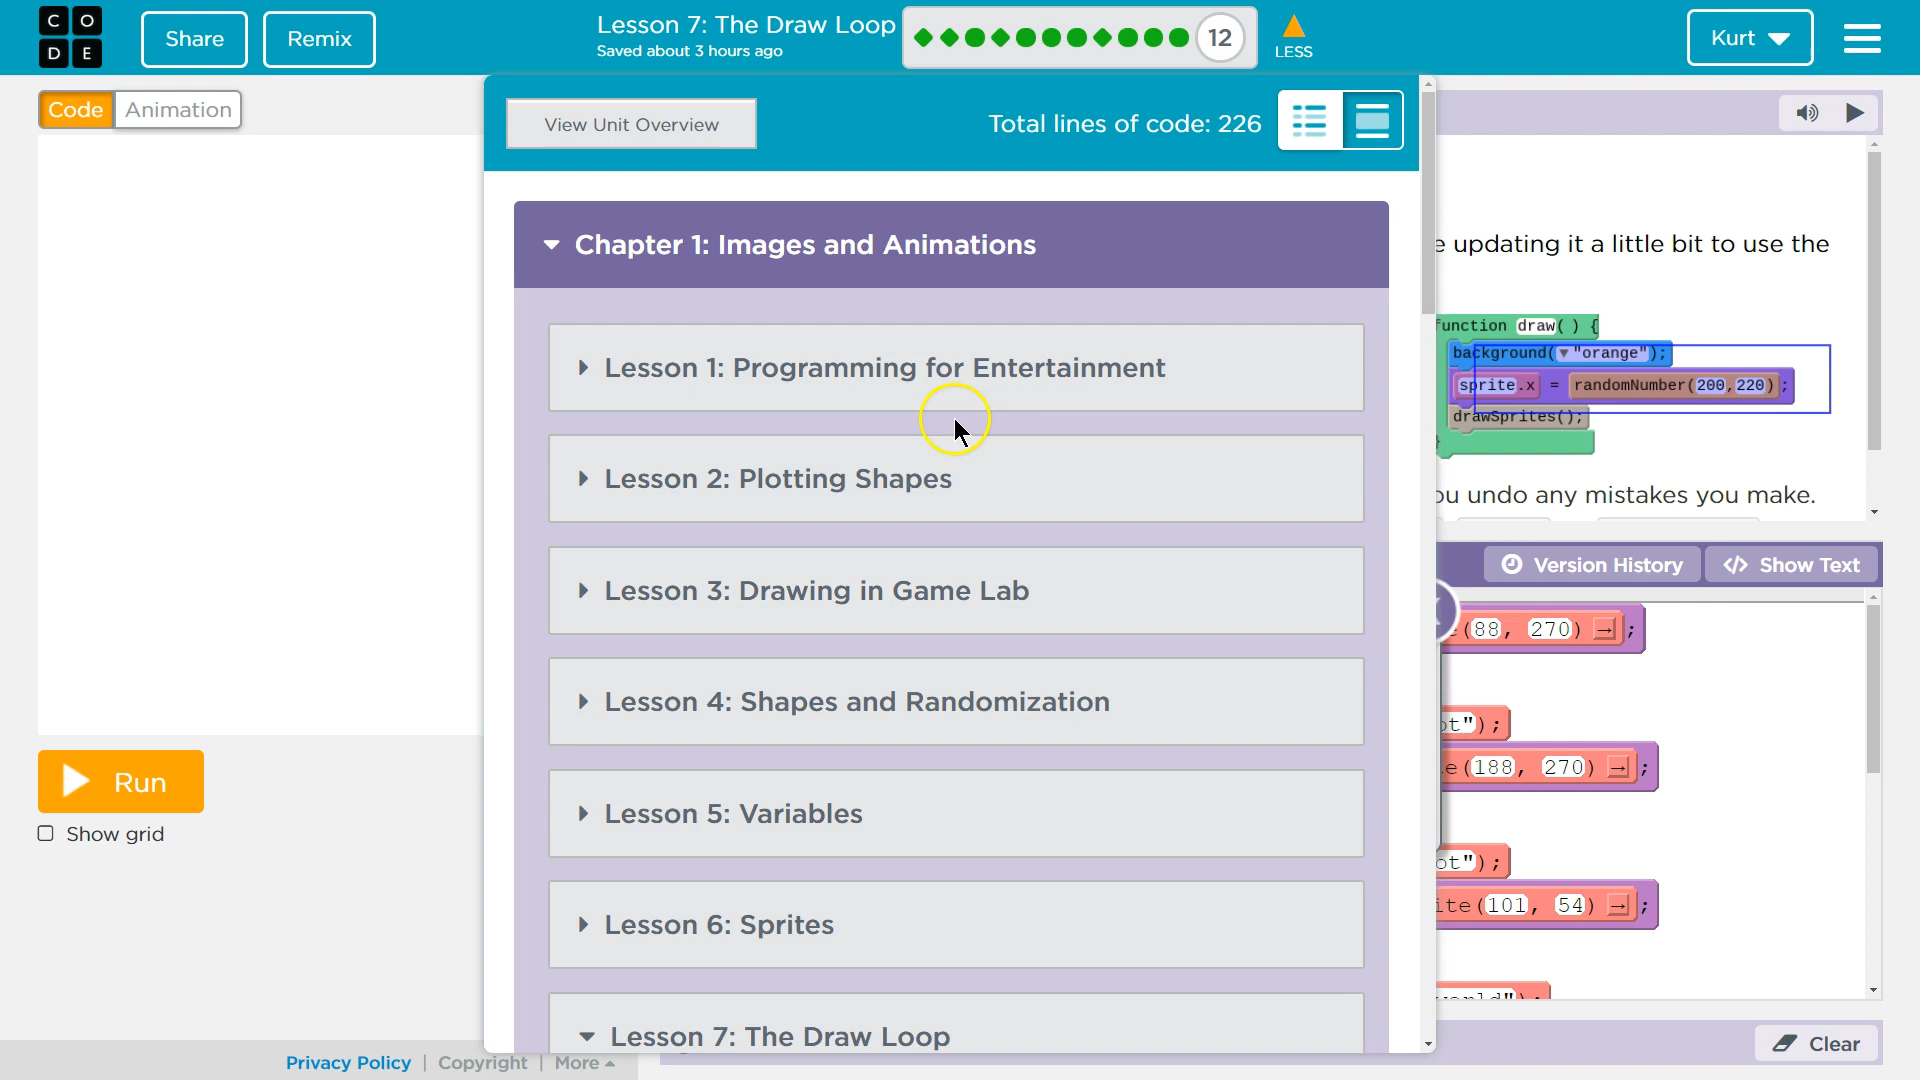 CODE
Share
Remix
Lesson 7: The Draw Loop
Saved about 3 hours ago
12
LESS
Kurt
Code
Animation
View Unit Overview
Total lines of code: 226
Chapter 1: Images and Animations
Lesson 1: Programming for Entertainment
Lesson 2: Plotting Shapes
Lesson 3: Drawing in Game Lab
Lesson 4: Shapes and Randomization
Lesson 5: Variables
Lesson 6: Sprites
Lesson 7: The Draw Loop
updating it a little bit to use the
function draw( ) {
background( "orange");
sprite.x = randomNumber(200,220);
drawSprites();
}
undo any mistakes you make.
Version History
Show Text
(88, 270) → ;
");
(188, 270) → ;
");
(101, 54) → ;
Run
Show grid
Clear
Privacy Policy | Copyright | More